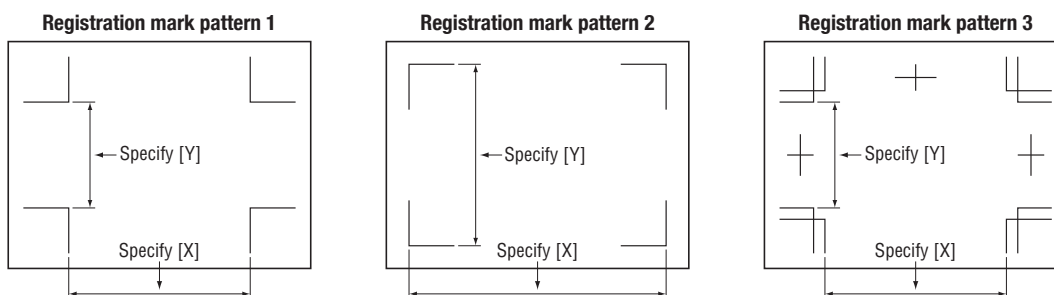 Registration mark pattern 1
Specify [Y]
Specify [X]
Registration mark pattern 2
Specify [Y]
Specify [X]
Registration mark pattern 3
Specify [Y]
Specify [X]